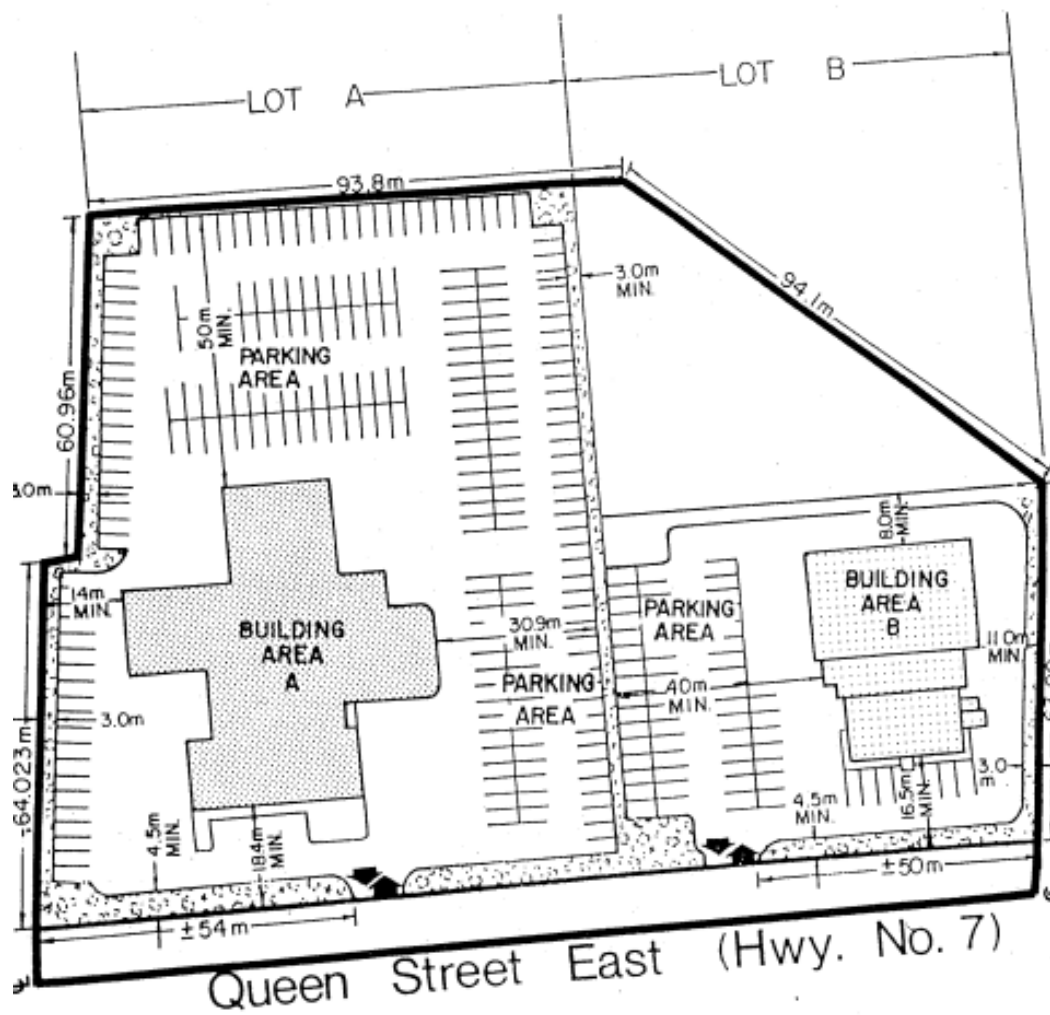 LOT A
LOT B
93.8m
94.1m
3.0m
MIN.
50m
MIN.
PARKING
AREA
60.96m
8.0m
MIN.
14m
MIN.
BUILDING
AREA
A
30.9m
MIN.
PARKING
AREA
PARKING
AREA
BUILDING
AREA
B
11.0m
MIN.
40m
MIN.
3.0m
64.023m
3.0m
4.5m
MIN.
18.4m
MIN.
4.5m
MIN.
16.5m
MIN.
±54m
±50m
Queen Street East (Hwy. No. 7)